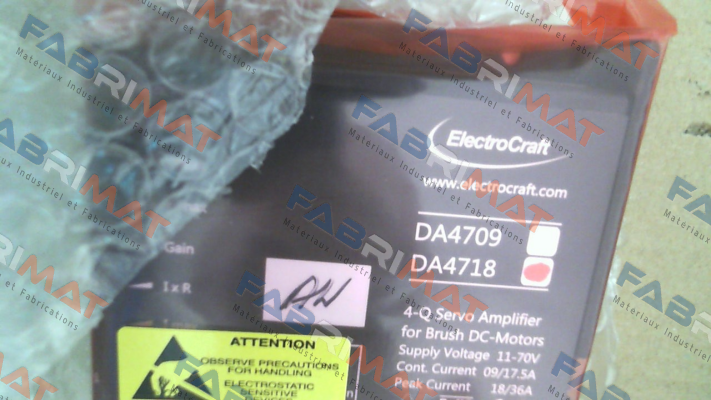 ElectroCraft
www.electrocraft.com
DA4709
DA4718
Gain
I x R
AW
4-Q Servo Amplifier
for Brush DC-Motors
Supply Voltage 11-70V
Cont. Current 09/17.5A
Peak Current 18/36A
ATTENTION
OBSERVE PRECAUTIONS
FOR HANDLING
ELECTROSTATIC
SENSITIVE
FABRIMAT
Materiaux Industriel et Fabrications